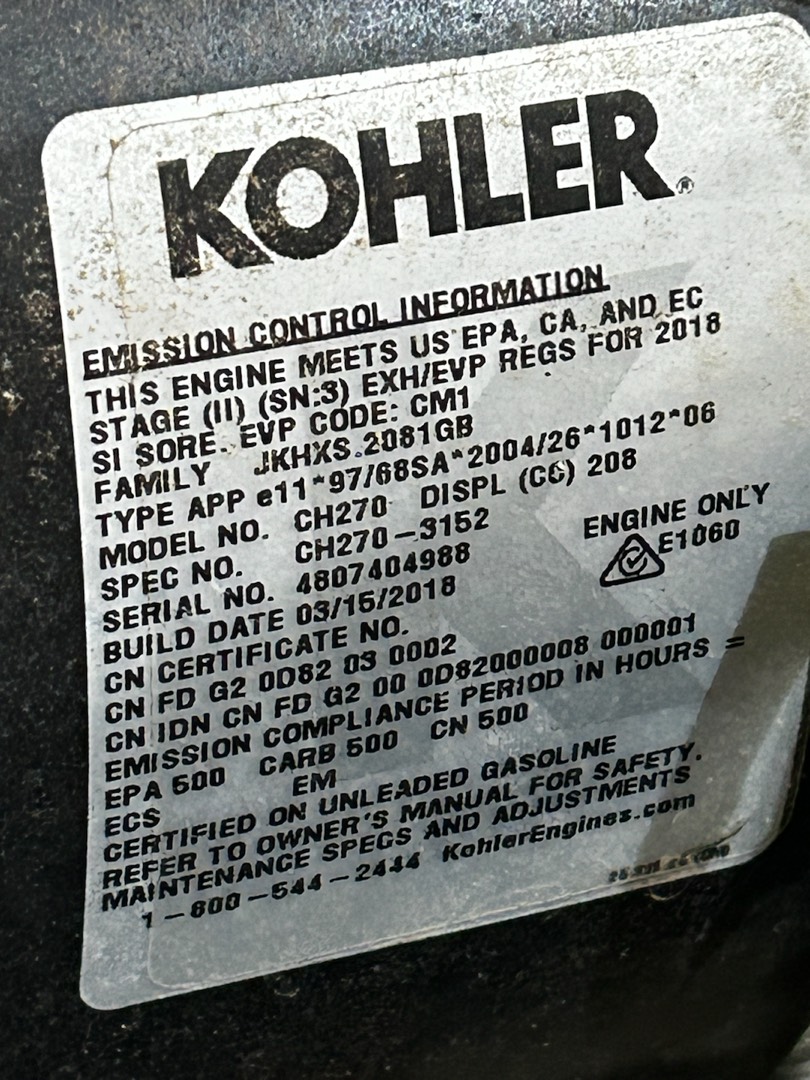 KOHLER®
EMISSION CONTROL INFORMATION
THIS ENGINE MEETS US EPA, CA, AND EC
STAGE (II) (SN:3) EXH/EVP REGS FOR 2018
SI SORE. EVP CODE: CM1
FAMILY JKHXS.2081GB
TYPE APP e11*97/68SA*2004/26*1012*06
MODEL NO. CH270 DISPL (CC) 208
SPEC NO. CH270-3152
SERIAL NO. 4807404988
ENGINE ONLY
E1060
BUILD DATE 03/15/2018
CN CERTIFICATE NO.
CN FD G2 0D82 03 0002
CN IDN CN FD G2 00 0D82000008 000001
EMISSION COMPLIANCE PERIOD IN HOURS =
EPA 500 CARB 500 CN 500
ECS EM
CERTIFIED ON UNLEADED GASOLINE
REFER TO OWNER'S MANUAL FOR SAFETY.
MAINTENANCE SPECS AND ADJUSTMENTS
1-800-544-2444 KohlerEngines.com